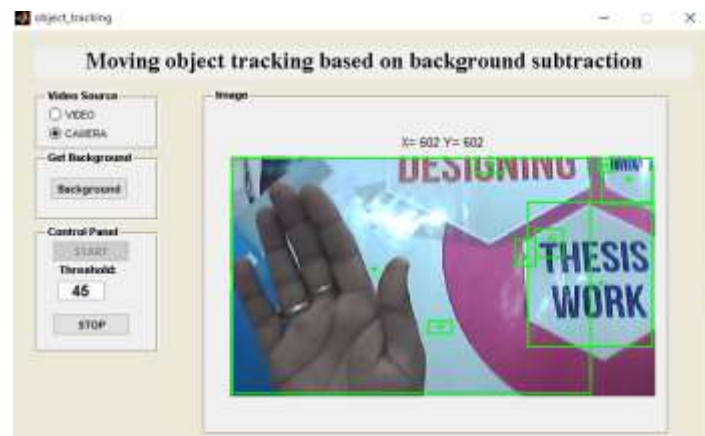 object_tracking
Moving object tracking based on background subtraction
Video Source
VIDEO
CAMERA
Get Background
Background
Control Panel
START
Threshold:
45
STOP
Image
X= 602 Y= 602
DESIGNING
THESIS
WORK